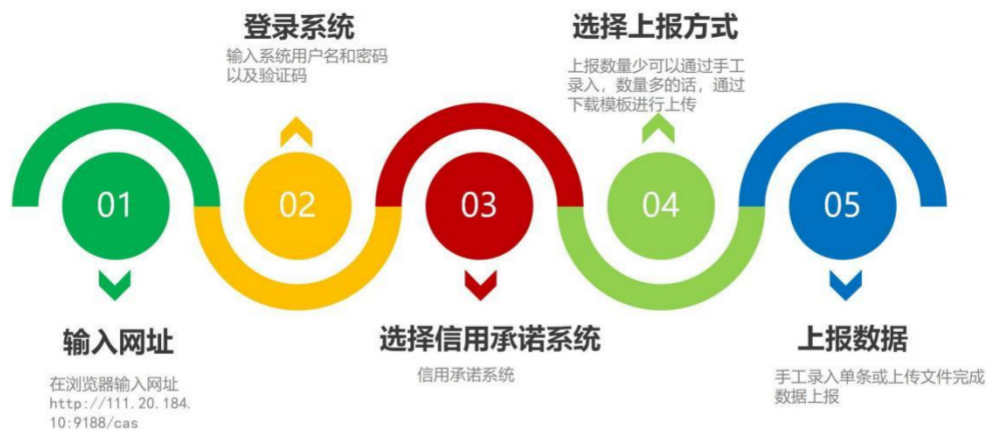 登录系统
输入系统用户名和密码
以及验证码
选择上报方式
上报数量少可以通过手工
录入，数量多的话，通过
下载模板进行上传
01
02
03
04
05
输入网址
在浏览器输入网址
http://111.20.184.
10:9188/cas
选择信用承诺系统
信用承诺系统
上报数据
手工录入单条或上传文件完成
数据上报